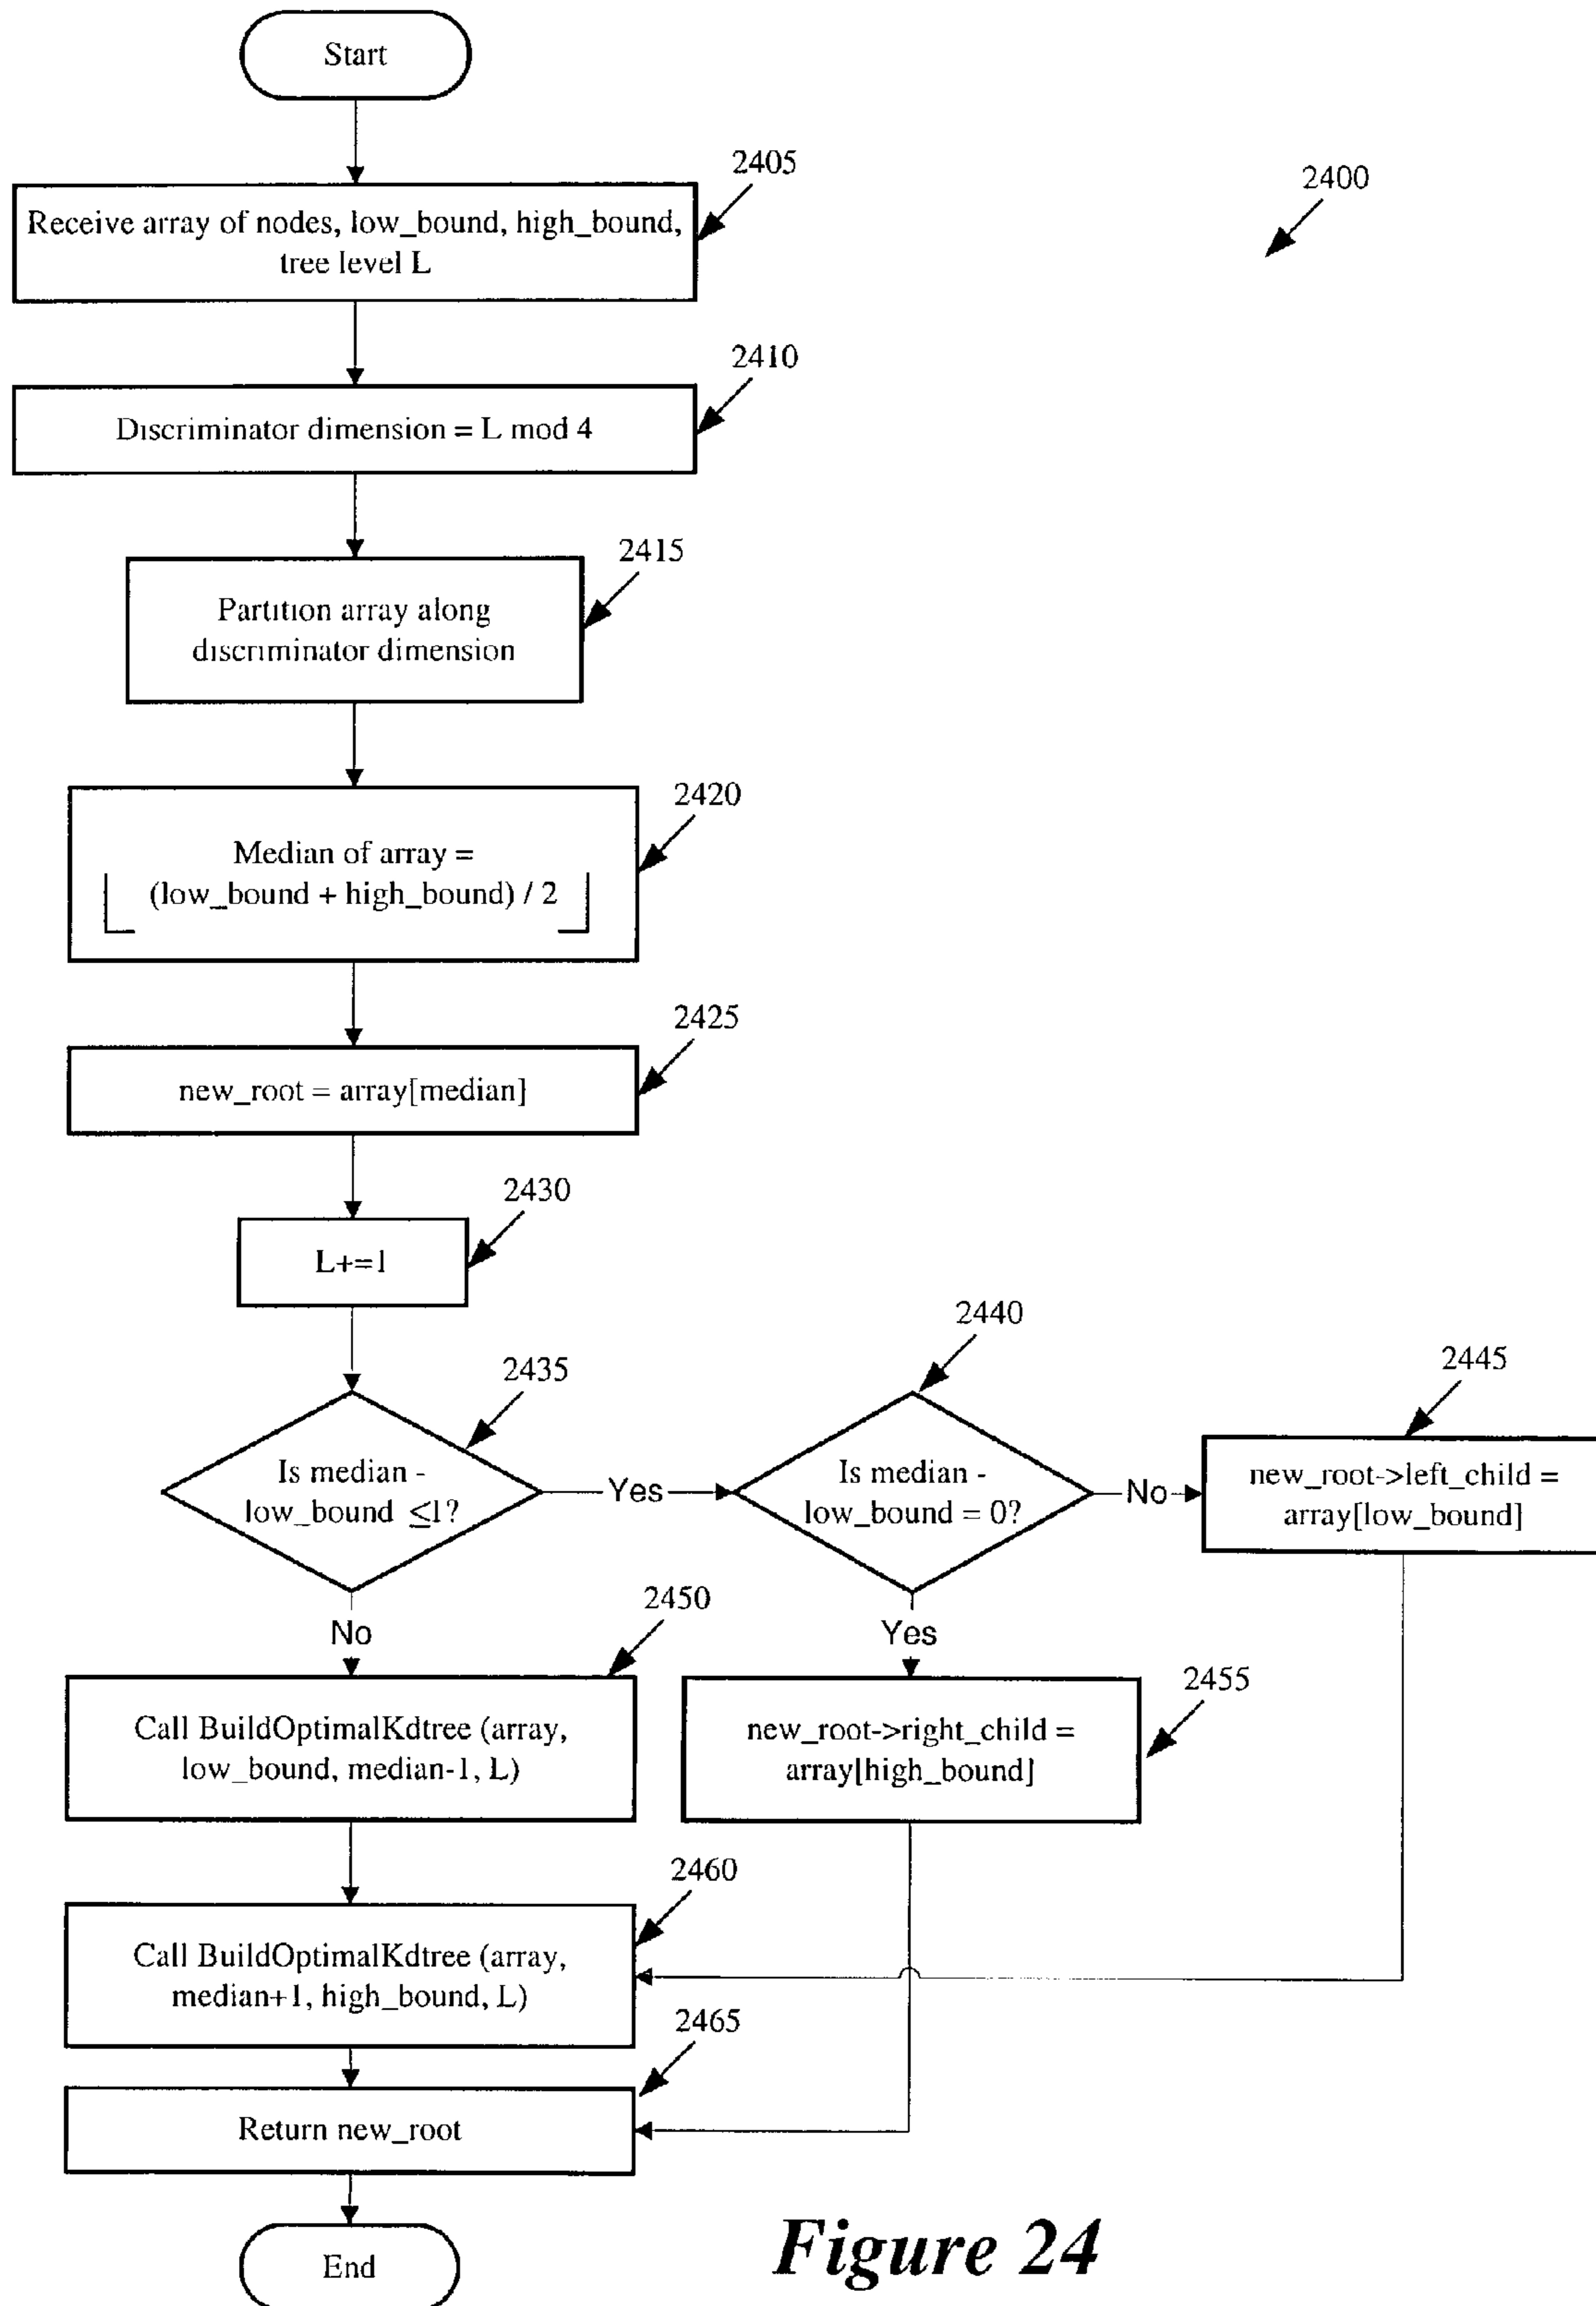 Start
2405
2400
Receive array of nodes, low_bound, high_bound,
tree level L
2410
Discriminator dimension = L mod 4
2415
Partition array along
discriminator dimension
2420
Median of array =
⌊ (low_bound + high_bound) / 2 ⌋
2425
new_root = array[median]
2430
L+=1
2435
2440
2445
Is median -
low_bound ≤1?
Yes
Is median -
low_bound = 0?
No
new_root->left_child =
array[low_bound]
No
2450
Yes
2455
Call BuildOptimalKdtree (array,
low_bound, median-1, L)
new_root->right_child =
array[high_bound]
2460
Call BuildOptimalKdtree (array,
median+1, high_bound, L)
2465
Return new_root
End
Figure 24